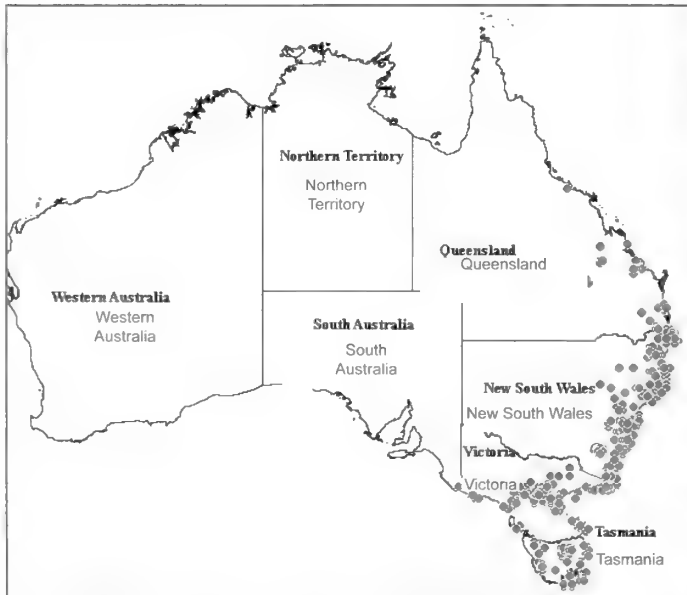 Northern Territory
Northern
Territory
Queensland
Queensland
Western Australia
Western
Australia
South Australia
South
Australia
New South Wales
New South Wales
Victoria
Victona
Tasmania
Tasmania